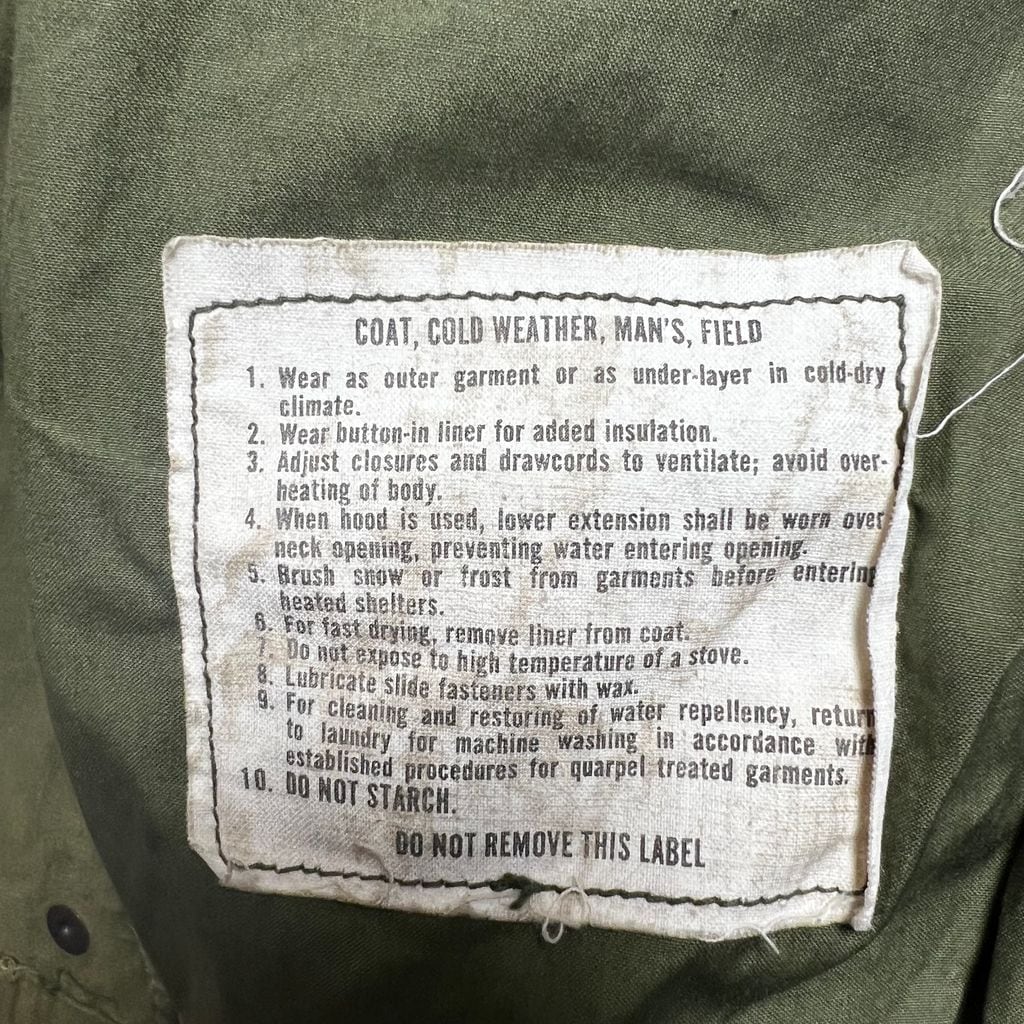 COAT, COLD WEATHER, MAN'S, FIELD
1. Wear as outer garment or as under-layer in cold-dry
climate.
2. Wear button-in liner for added insulation.
3. Adjust closures and drawcords to ventilate; avoid over-
heating of body.
4. When hood is used, lower extension shall be worn over
neck opening, preventing water entering opening.
5. Brush snow or frost from garments before entering
heated shelters.
6. For fast drying, remove liner from coat.
7. Do not expose to high temperature of a stove.
8. Lubricate slide fasteners with wax.
9. For cleaning and restoring of water repellency, return
to laundry for machine washing in accordance with
established procedures for quarpel treated garments.
10. DO NOT STARCH.
DO NOT REMOVE THIS LABEL